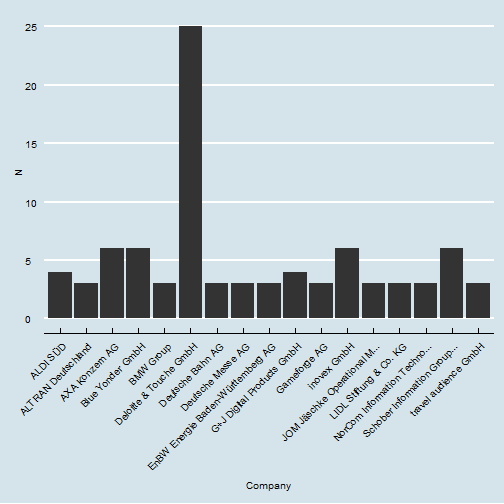 25
20
15
10
5
0
N
ALDI SÜD
ALTRAN Deutschland
AXA Konzern AG
Blue Yonder GmbH
BMW Group
Deloitte & Touche GmbH
Deutsche Bahn AG
Deutsche Messe AG
EnBW Energie Baden-Württemberg AG
G+J Digital Products GmbH
Gameforge AG
inovex GmbH
JOM Jäschke Operational M...
LIDL Stiftung & Co. KG
NorCom Information Techno...
Schober Information Group...
travel audience GmbH
Company